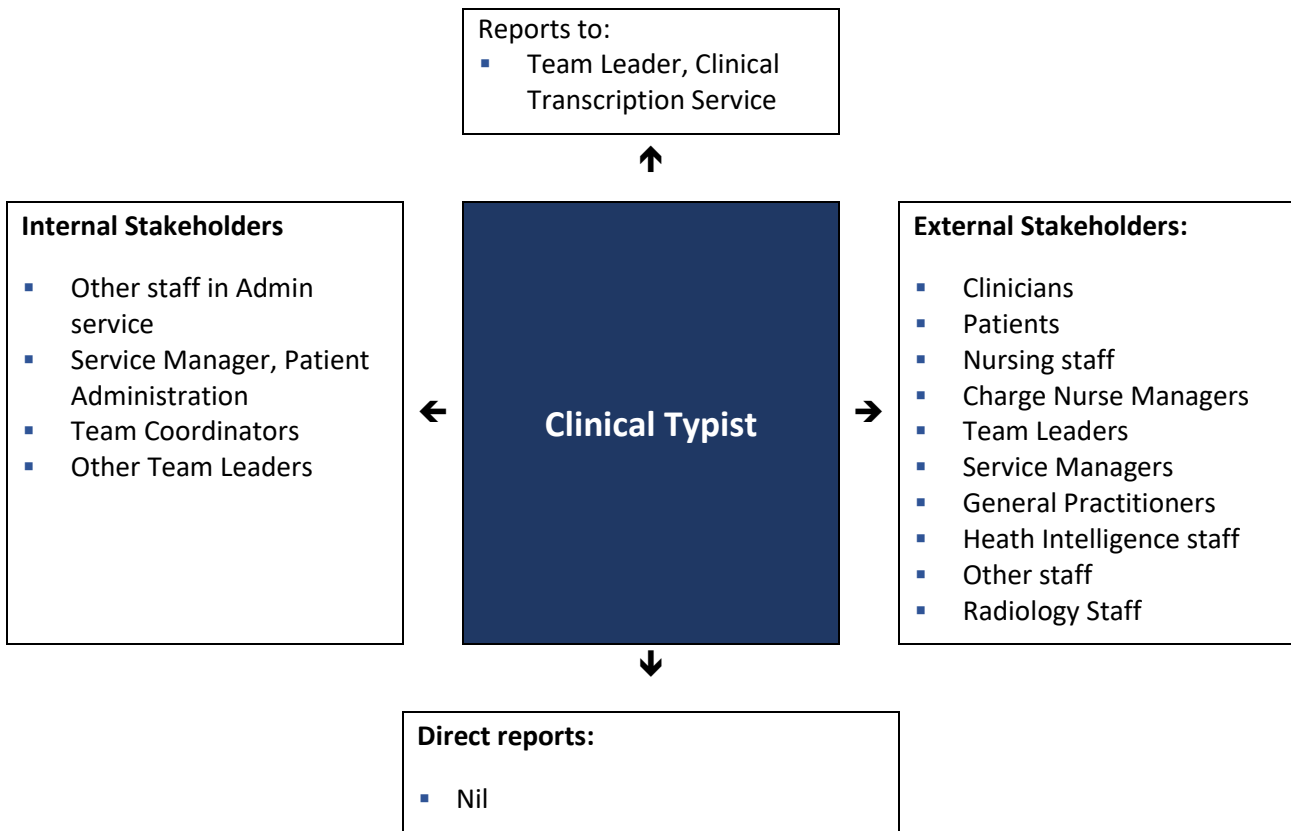 Reports to:
▪ Team Leader, Clinical
Transcription Service
Internal Stakeholders
▪ Other staff in Admin
service
▪ Service Manager, Patient
Administration
▪ Team Coordinators
▪ Other Team Leaders
Clinical Typist
External Stakeholders:
▪ Clinicians
▪ Patients
▪ Nursing staff
▪ Charge Nurse Managers
▪ Team Leaders
▪ Service Managers
▪ General Practitioners
▪ Heath Intelligence staff
▪ Other staff
▪ Radiology Staff
Direct reports:
▪ Nil